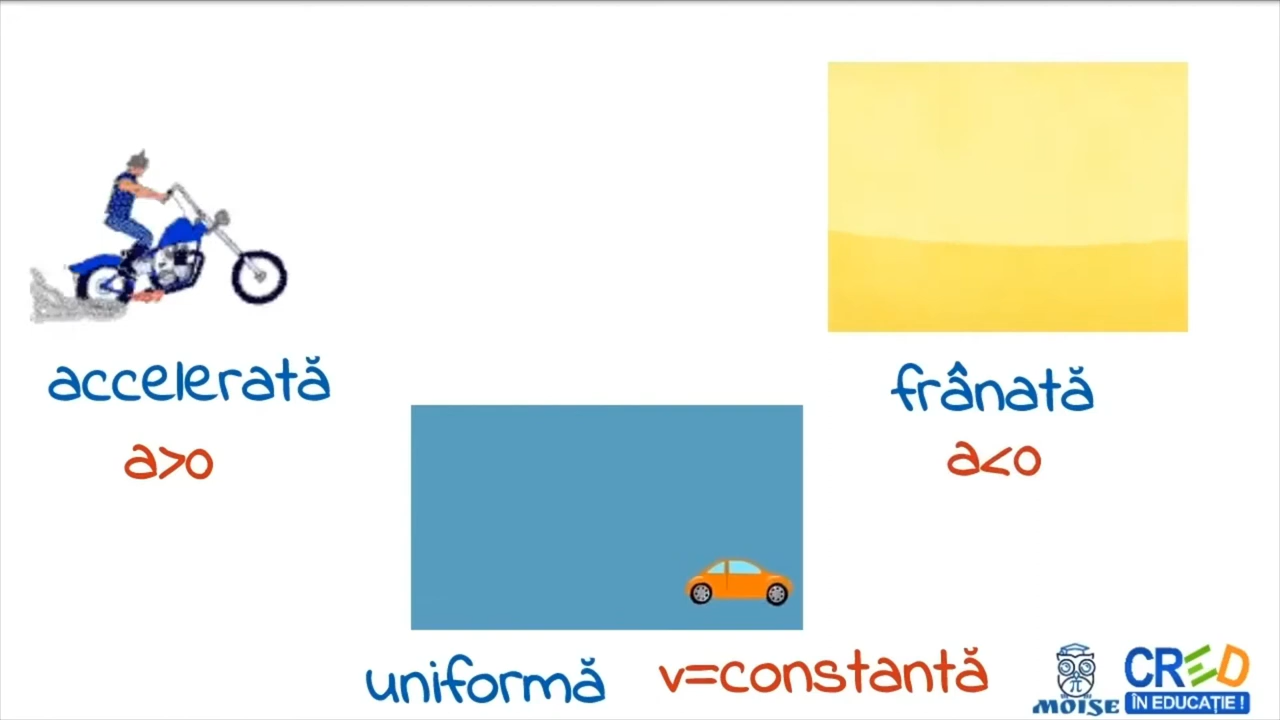 accelerată
a>0
frânată
a<0
uniformă
v=constantă
π
MOISE
CRED
ÎN EDUCAȚIE !